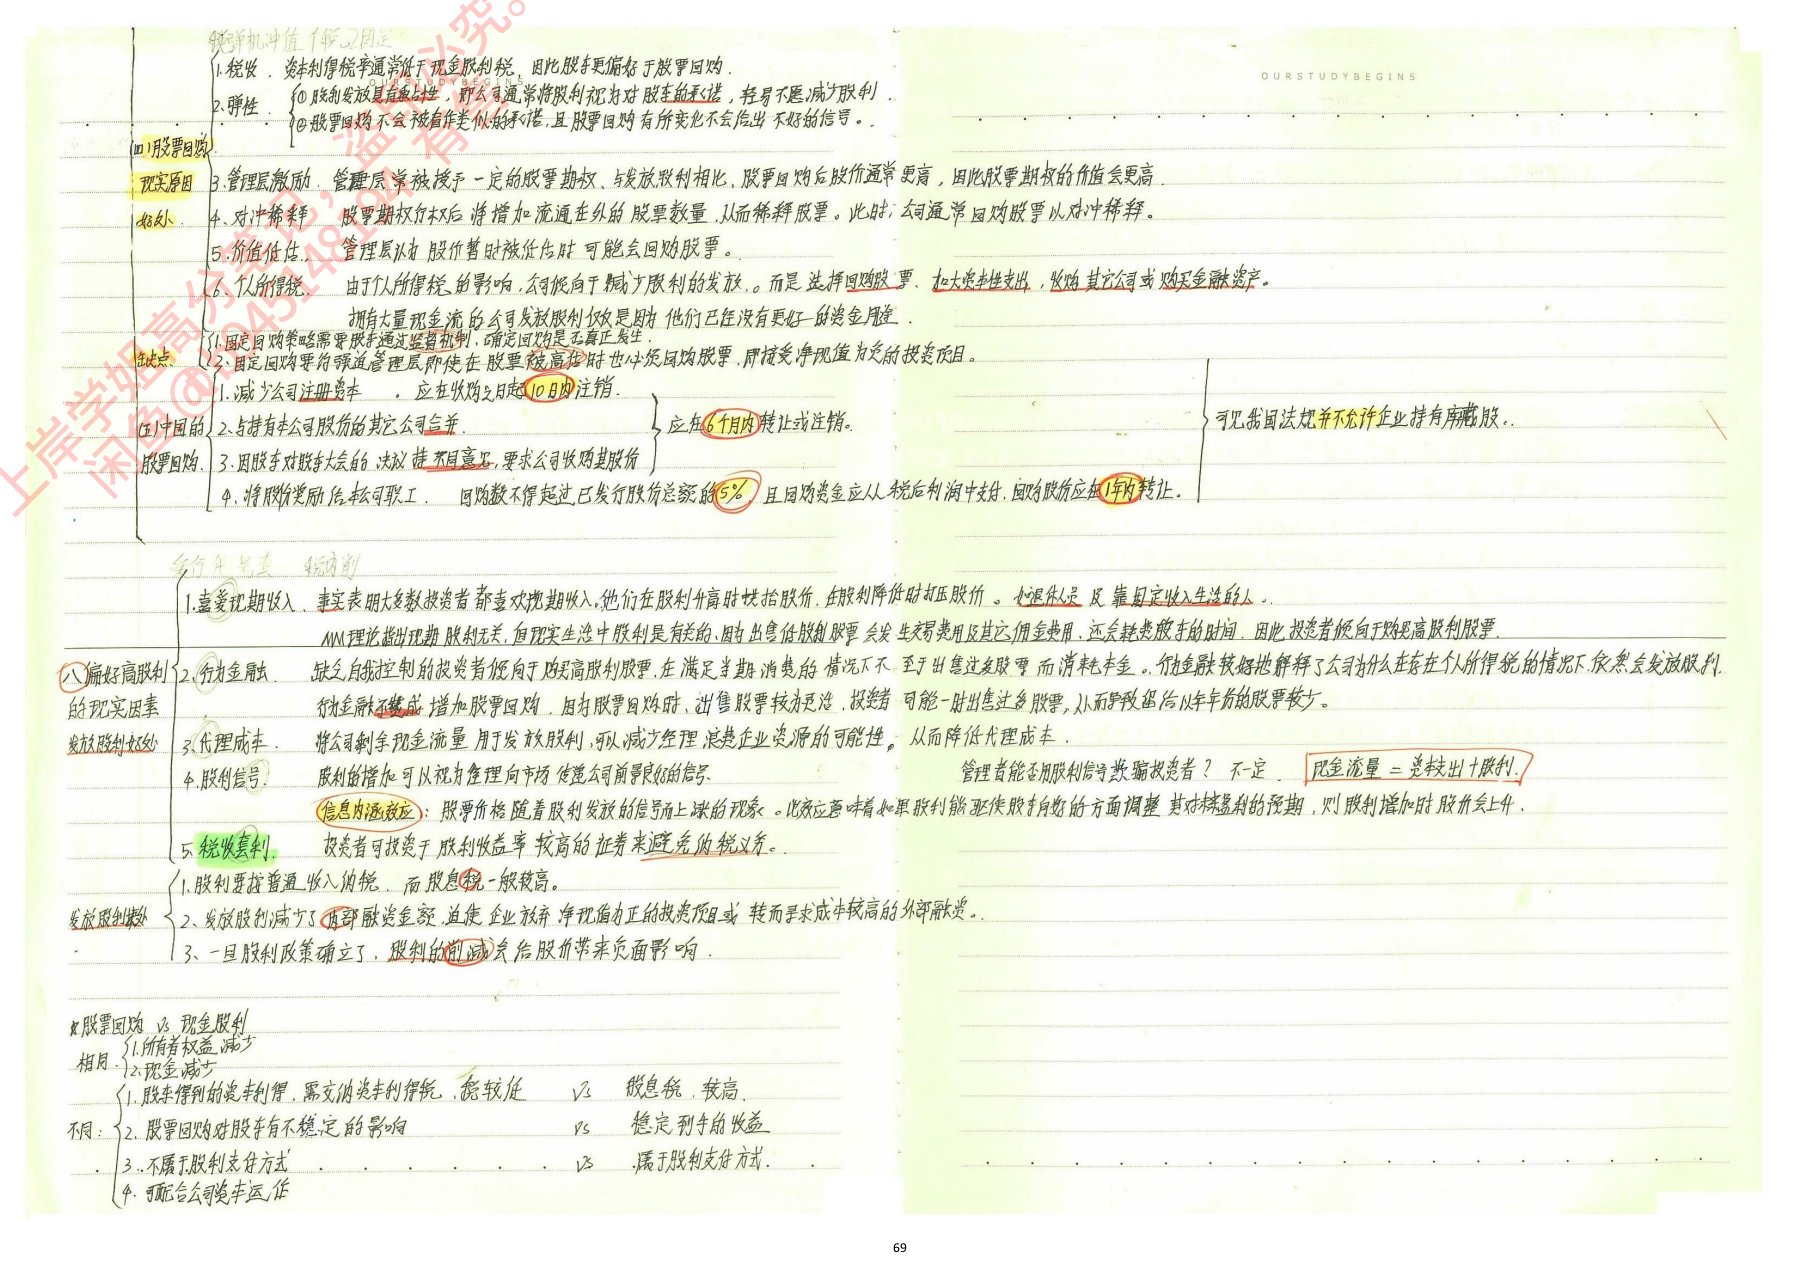 税弹机冲值 1税 2固定
1.税收. 资本利得税率通常低于现金股利税，因此股东更偏好于股票回购.
OURSTUDYBEGINS
OURSTUDYBEGINS
2.弹性. ①股利发放具有黏性，即公司通常将股利视为对股东的承诺，轻易不愿减少股利.
②股票回购不会被看作类似的承诺，且股票回购有所变化不会给出不好的信号。
(四)股票回购
现实原因
好处.
3.管理层激励. 管理层常被授予一定的股票期权、与发放股利相比，股票回购后股价通常更高，因此股票期权的价值会更高.
4.对冲稀释 股票期权行权后将增加流通在外的股票数量，从而稀释股票。此时，公司通常回购股票以对冲稀释。
5.价值低估. 管理层认为股价暂时被低估时可能会回购股票。
6.个人所得税. 由于个人所得税的影响，公司倾向于减少股利的发放。而是选择回购股票、加大资本性支出，收购其它公司或购买金融资产。
拥有大量现金流的公司发放股利仅仅是因为他们已经没有更好的资金用途.
缺点.
1.固定回购策略需要股东通过监督机制，确定回购是否真正发生.
3.固定回购要约强迫管理层即使在股票被高估时也必须回购股票，即接受净现值为负的投资项目。
(五)中国的
股票回购.
1.减少公司注册资本. 应在收购之日起10日内注销.
2.与持有本公司股份的其它公司合并.
应在6个月内转让或注销。
可见我国法规并不允许企业持有库藏股。
3.因股东对股东大会的决议持不同意见，要求公司收购其股份
4.将股份奖励给本公司职工. 回购数不得超过已发行股份总额的5%，且回购资金应从税后利润中支付，回购股份应在1年内转让。
1.喜爱现期收入、事实表明大多数投资者都喜欢现期收入，他们在股利升高时哄抬股价，在股利降低时打压股价。如退休人员及靠固定收入生活的人.
MM理论指出现期股利无关，但现实生活中股利是有关的，因为出售低股利股票会发生交易费用及其它佣金费用，还会耗费股东的时间，因此投资者倾向于购买高股利股票.
八、偏好高股利
的现实因素
发放股利好处
2.行为金融. 缺乏自我控制的投资者倾向于购买高股利股票，在满足当期消费的情况下不至于出售过多股票而消耗本金。行为金融较好地解释了公司为什么在存在个人所得税的情况下依然会发放股利.
行为金融不赞成增加股票回购，因为股票回购时，出售股票较为灵活，投资者可能一时出售过多股票，从而导致留给以后年份的股票较少。
3.代理成本. 将公司剩余现金流量用于发放股利，可以减少经理浪费企业资源的可能性，从而降低代理成本.
4.股利信号. 股利的增加可以视为管理向市场传递公司前景良好的信号. 管理者能否用股利信号欺骗投资者？不一定. 现金流量=资本支出+股利.
信息内涵效应：股票价格随着股利发放的信号而上涨的现象。此效应意味着如果股利能驱使股东向好的方面调整其对未来盈利的预期，则股利增加时股价会上升.
5.税收套利. 投资者可投资于股利收益率较高的证券来避免纳税义务。
发放股利缺处
1.股利要按普通收入纳税、而股息税一般较高。
2.发放股利减少了内部融资金额，迫使企业放弃净现值为正的投资项目或转而寻求成本较高的外部融资。
3.一旦股利政策确立了，股利的削减会给股价带来负面影响.
股票回购 vs 现金股利
相同. 1.所有者权益减少
2.现金减少
不同: 1.股东得到的资本利得，需交纳资本利得税，税较低 vs 股息税，较高.
2.股票回购对股东有不稳定的影响 vs 稳定到手的收益
3.不属于股利支付方式 vs 属于股利支付方式.
4.可配合公司资本运作
上岸学姐高分笔记，盗印必究。
69